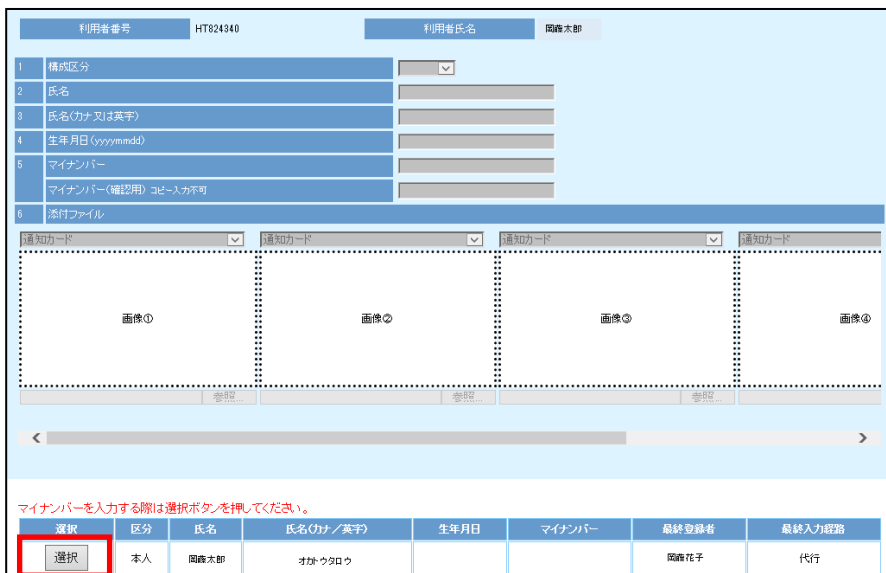 利用者番号 HT824340 利用者氏名 岡藤太郎
1 構成区分
2 氏名
3 氏名(カナ又は英字)
4 生年月日(yyyymmdd)
5 マイナンバー
マイナンバー(確認用) コピー入力不可
6 添付ファイル
通知カード 通知カード 通知カード 通知カード
画像① 画像② 画像③ 画像④
参照... 参照... 参照...
マイナンバーを入力する際は選択ボタンを押してください。
選択 区分 氏名 氏名(カナ/英字) 生年月日 マイナンバー 最終登録者 最終入力経路
選択 本人 岡藤太郎 オカトウタロウ 岡藤花子 代行